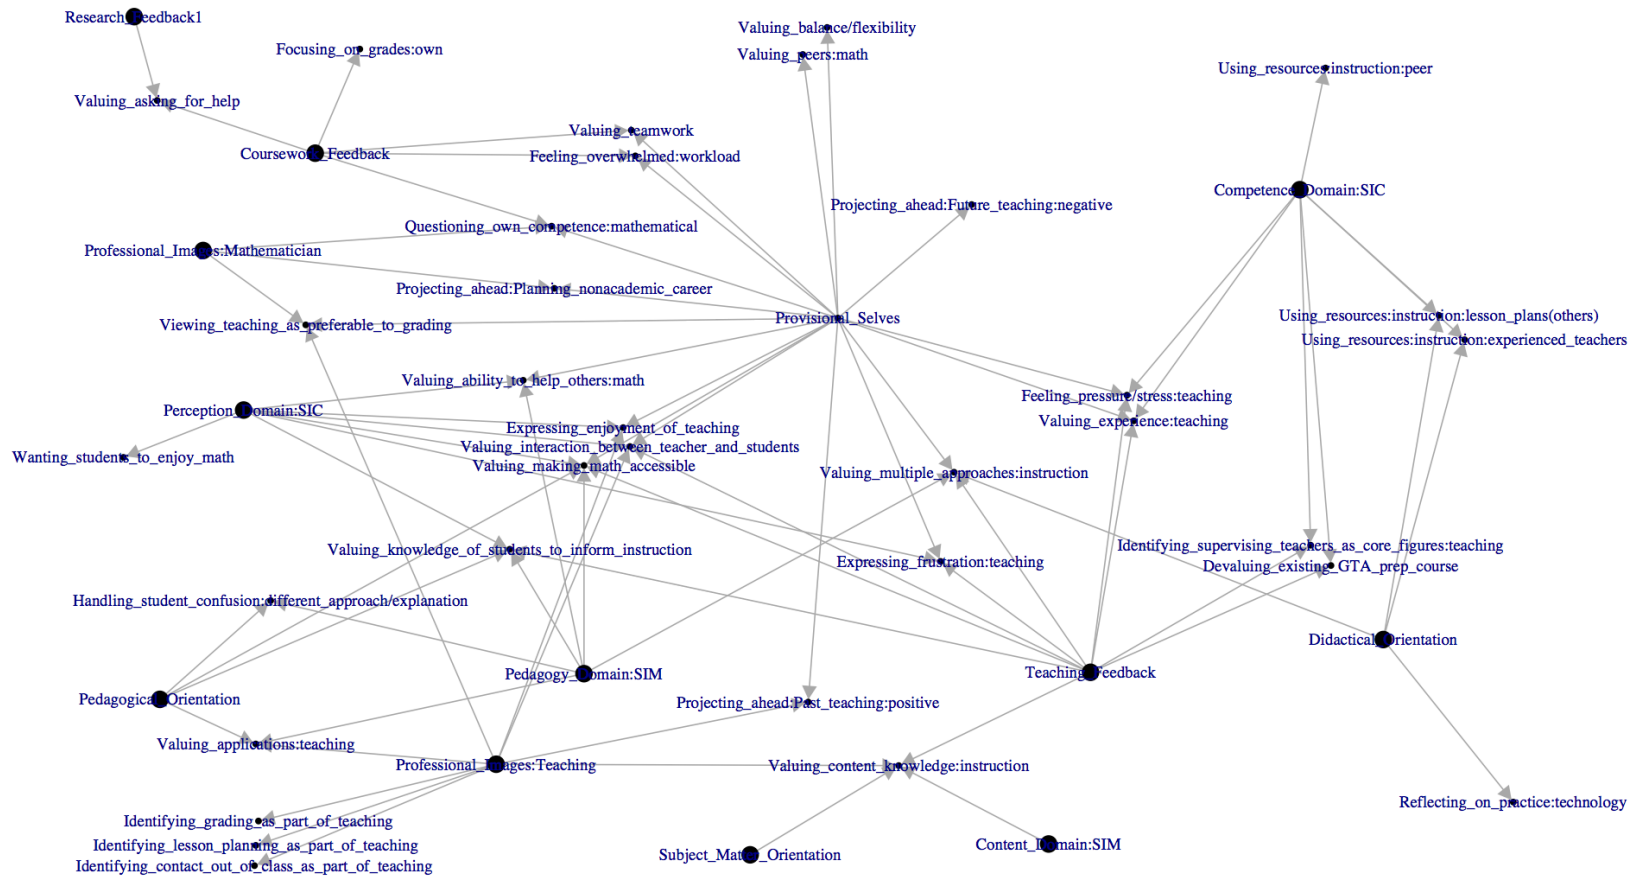 Research_Feedback1
Valuing_balance/flexibility
Focusing_on_grades:own
Valuing_peers:math
Using_resources:instruction:peer
Valuing_asking_for_help
Valuing_teamwork
Coursework_Feedback
Feeling_overwhelmed:workload
Competence_Domain:SIC
Projecting_ahead:Future_teaching:negative
Questioning_own_competence:mathematical
Professional_Images:Mathematician
Projecting_ahead:Planning_nonacademic_career
Using_resources:instruction:lesson_plans(others)
Provisional_Selves
Viewing_teaching_as_preferable_to_grading
Using_resources:instruction:experienced_teachers
Valuing_ability_to_help_others:math
Feeling_pressure/stress:teaching
Perception_Domain:SIC
Valuing_experience:teaching
Expressing_enjoyment_of_teaching
Valuing_interaction_between_teacher_and_students
Wanting_students_to_enjoy_math
Valuing_making_math_accessible
Valuing_multiple_approaches:instruction
Identifying_supervising_teachers_as_core_figures:teaching
Valuing_knowledge_of_students_to_inform_instruction
Expressing_frustration:teaching
Devaluing_existing_GTA_prep_course
Handling_student_confusion:different_approach/explanation
Didactical_Orientation
Pedagogy_Domain:SIM
Teaching_Feedback
Pedagogical_Orientation
Projecting_ahead:Past_teaching:positive
Valuing_applications:teaching
Professional_Images:Teaching
Valuing_content_knowledge:instruction
Reflecting_on_practice:technology
Identifying_grading_as_part_of_teaching
Identifying_lesson_planning_as_part_of_teaching
Content_Domain:SIM
Subject_Matter_Orientation
Identifying_contact_out_of_class_as_part_of_teaching